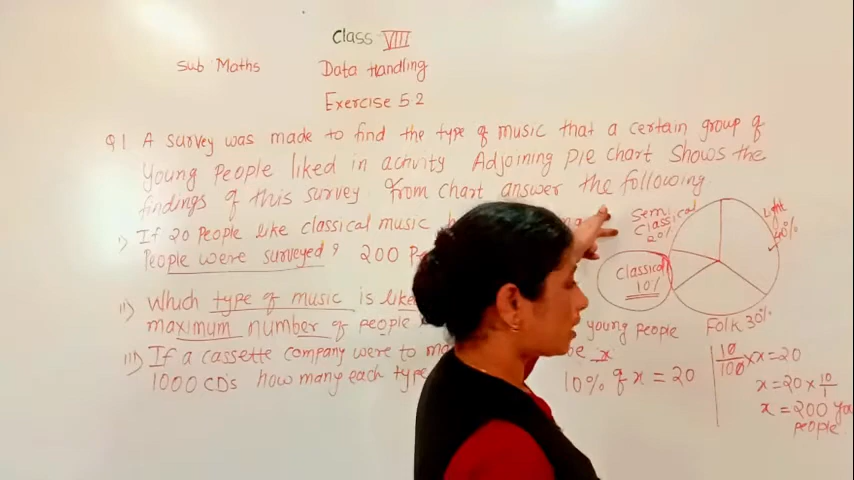 Class VIII
Sub Maths Data Handling
Exercise 5 2
Q1 A survey was made to find the type of music that a certain group of
Young People liked in activity Adjoining pie chart shows the
findings of this survey from chart answer the following.
i) If 20 People like classical music
People were surveyed? 200
ii) Which type of music is
maximum number of people
iii) If a cassette company were to
1000 CD's how many each type
Semi
Classical
20%
Light
40%
Classical
10%
Folk 30%
young people
be x
10% of x = 20
10/100 × x = 20
x = 20 × 10/1
x = 200 You
people.